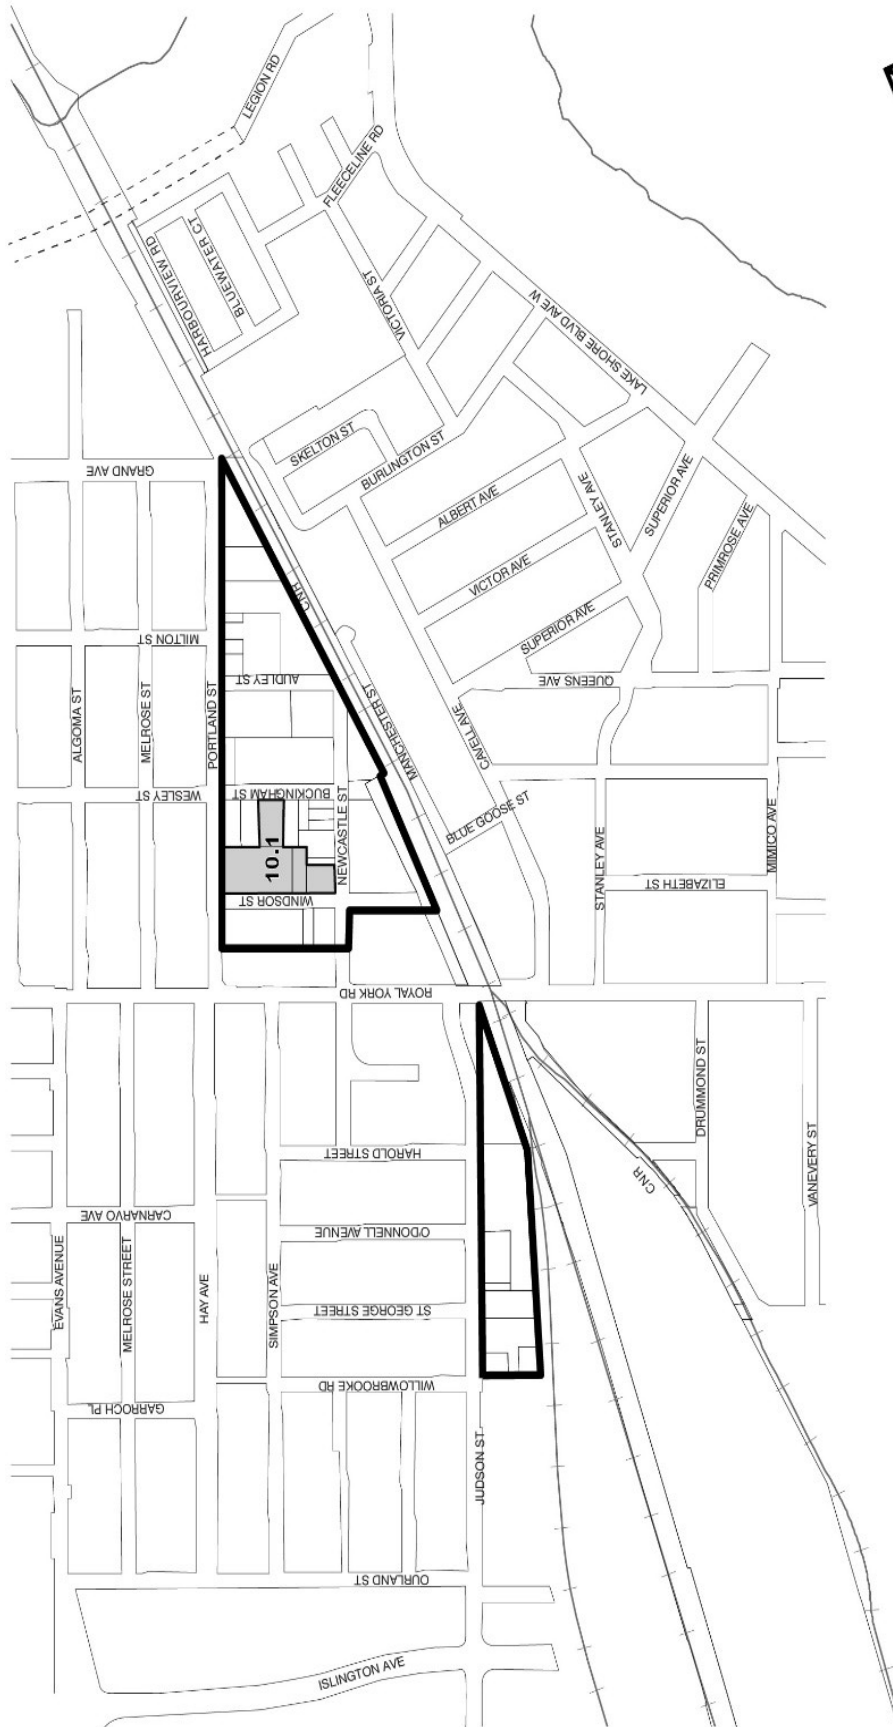 LEGION RD
FLEECELINE RD
HARBOURVIEW RD
BLUEWATER CT
VICTORIA ST
LAKE SHORE BLVD AVE W
SKELTON ST
BURLINGTON ST
GRAND AVE
ALBERT AVE
STANLEY AVE
SUPERIOR AVE
PRIMROSE AVE
VICTOR AVE
CNR
SUPERIOR AVE
MILTON ST
AUDLEY ST
QUEENS AVE
ALGOMA ST
MELROSE ST
PORTLAND ST
MANCHESTER ST
CAVELL AVE
WESLEY ST
BUCKINGHAM ST
NEWCASTLE ST
BLUE GOOSE ST
10.1
STANLEY AVE
ELIZABETH ST
MIMICO AVE
WINDSOR ST
ROYAL YORK RD
DRUMMOND ST
VANEVERY ST
HAROLD STREET
CNR
CARNARVO AVE
O'DONNELL AVENUE
EVANS AVENUE
MELROSE STREET
HAY AVE
SIMPSON AVE
ST GEORGE STREET
WILLOWBROOKE RD
GARROCH PL
JUDSON ST
OURLAND ST
ISLINGTON AVE